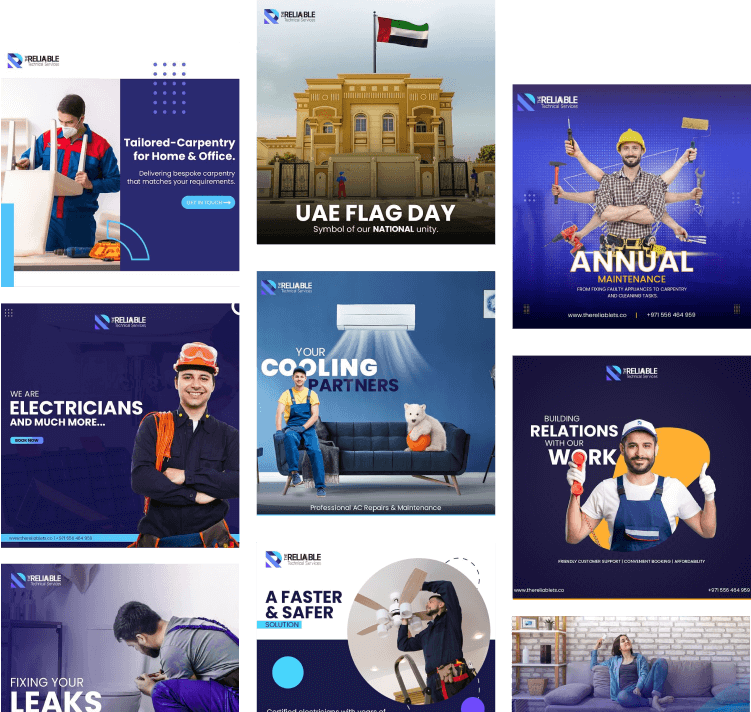 THE RELIABLE
Technical Services
Tailored-Carpentry
for Home & Office.
Delivering bespoke carpentry
that matches your requirements.
GET IN TOUCH
THE RELIABLE
Technical Services
WE ARE
ELECTRICIANS
AND MUCH MORE...
BOOK NOW
www.thereliablets.co | +971 556 464 959
THE RELIABLE
Technical Services
FIXING YOUR
LEAKS
THE RELIABLE
Technical Services
UAE FLAG DAY
Symbol of our NATIONAL unity.
THE RELIABLE
Technical Services
YOUR
COOLING
PARTNERS
Professional AC Repairs & Maintenance
THE RELIABLE
Technical Services
A FASTER
& SAFER
SOLUTION
Certified electricians with years of
THE RELIABLE
Technical Services
ANNUAL
MAINTENANCE
FROM FIXING FAULTY APPLIANCES TO CARPENTRY
AND CLEANING TASKS.
www.thereliablets.co | +971 556 464 959
THE RELIABLE
Technical Services
BUILDING
RELATIONS
WITH OUR
WORK
FRIENDLY CUSTOMER SUPPORT | CONVENIENT BOOKING | AFFORDABILITY
www.thereliablets.co +971 556 464 959